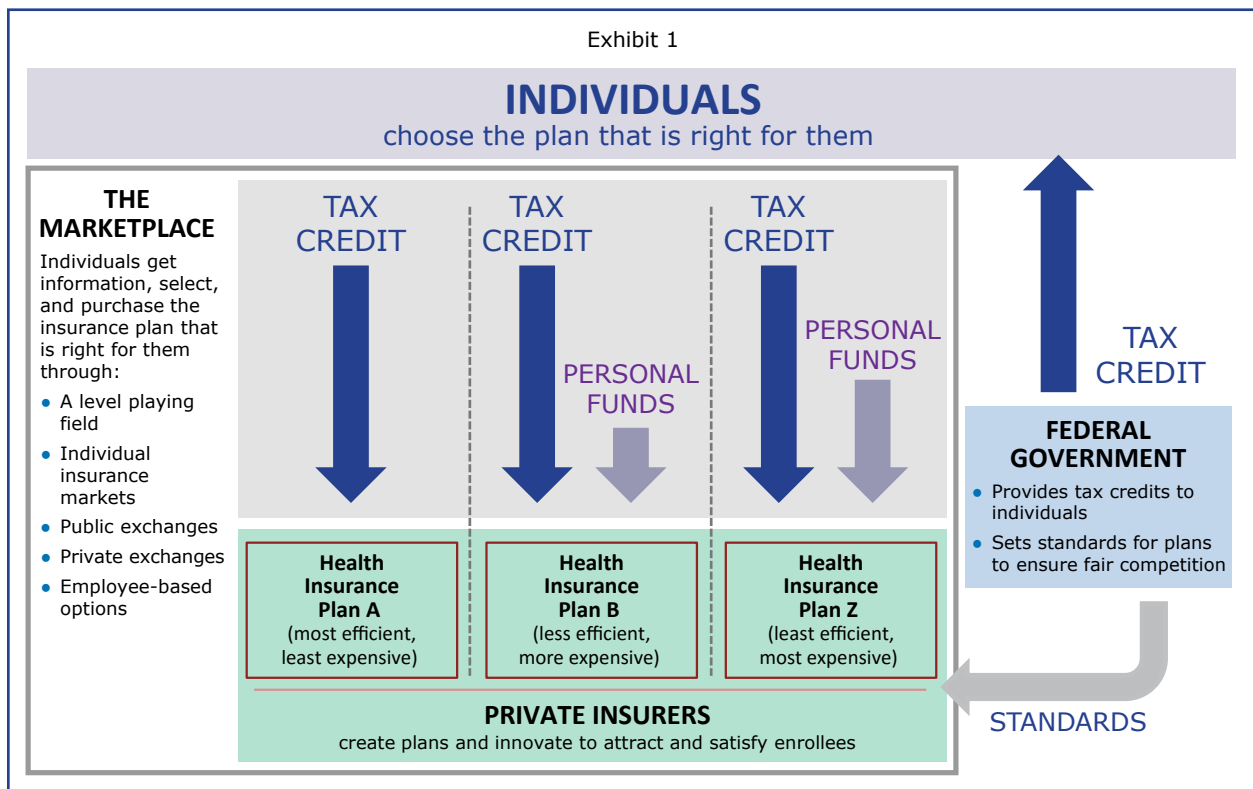 Exhibit 1
INDIVIDUALS
choose the plan that is right for them
THE
MARKETPLACE
Individuals get
information, select,
and purchase the
insurance plan that
is right for them
through:
• A level playing
field
• Individual
insurance
markets
• Public exchanges
• Private exchanges
• Employee-based
options
TAX
CREDIT
TAX
CREDIT
PERSONAL
FUNDS
TAX
CREDIT
PERSONAL
FUNDS
Health
Insurance
Plan A
(most efficient,
least expensive)
Health
Insurance
Plan B
(less efficient,
more expensive)
Health
Insurance
Plan Z
(least efficient,
most expensive)
PRIVATE INSURERS
create plans and innovate to attract and satisfy enrollees
TAX
CREDIT
FEDERAL
GOVERNMENT
• Provides tax credits to
individuals
• Sets standards for plans
to ensure fair competition
STANDARDS